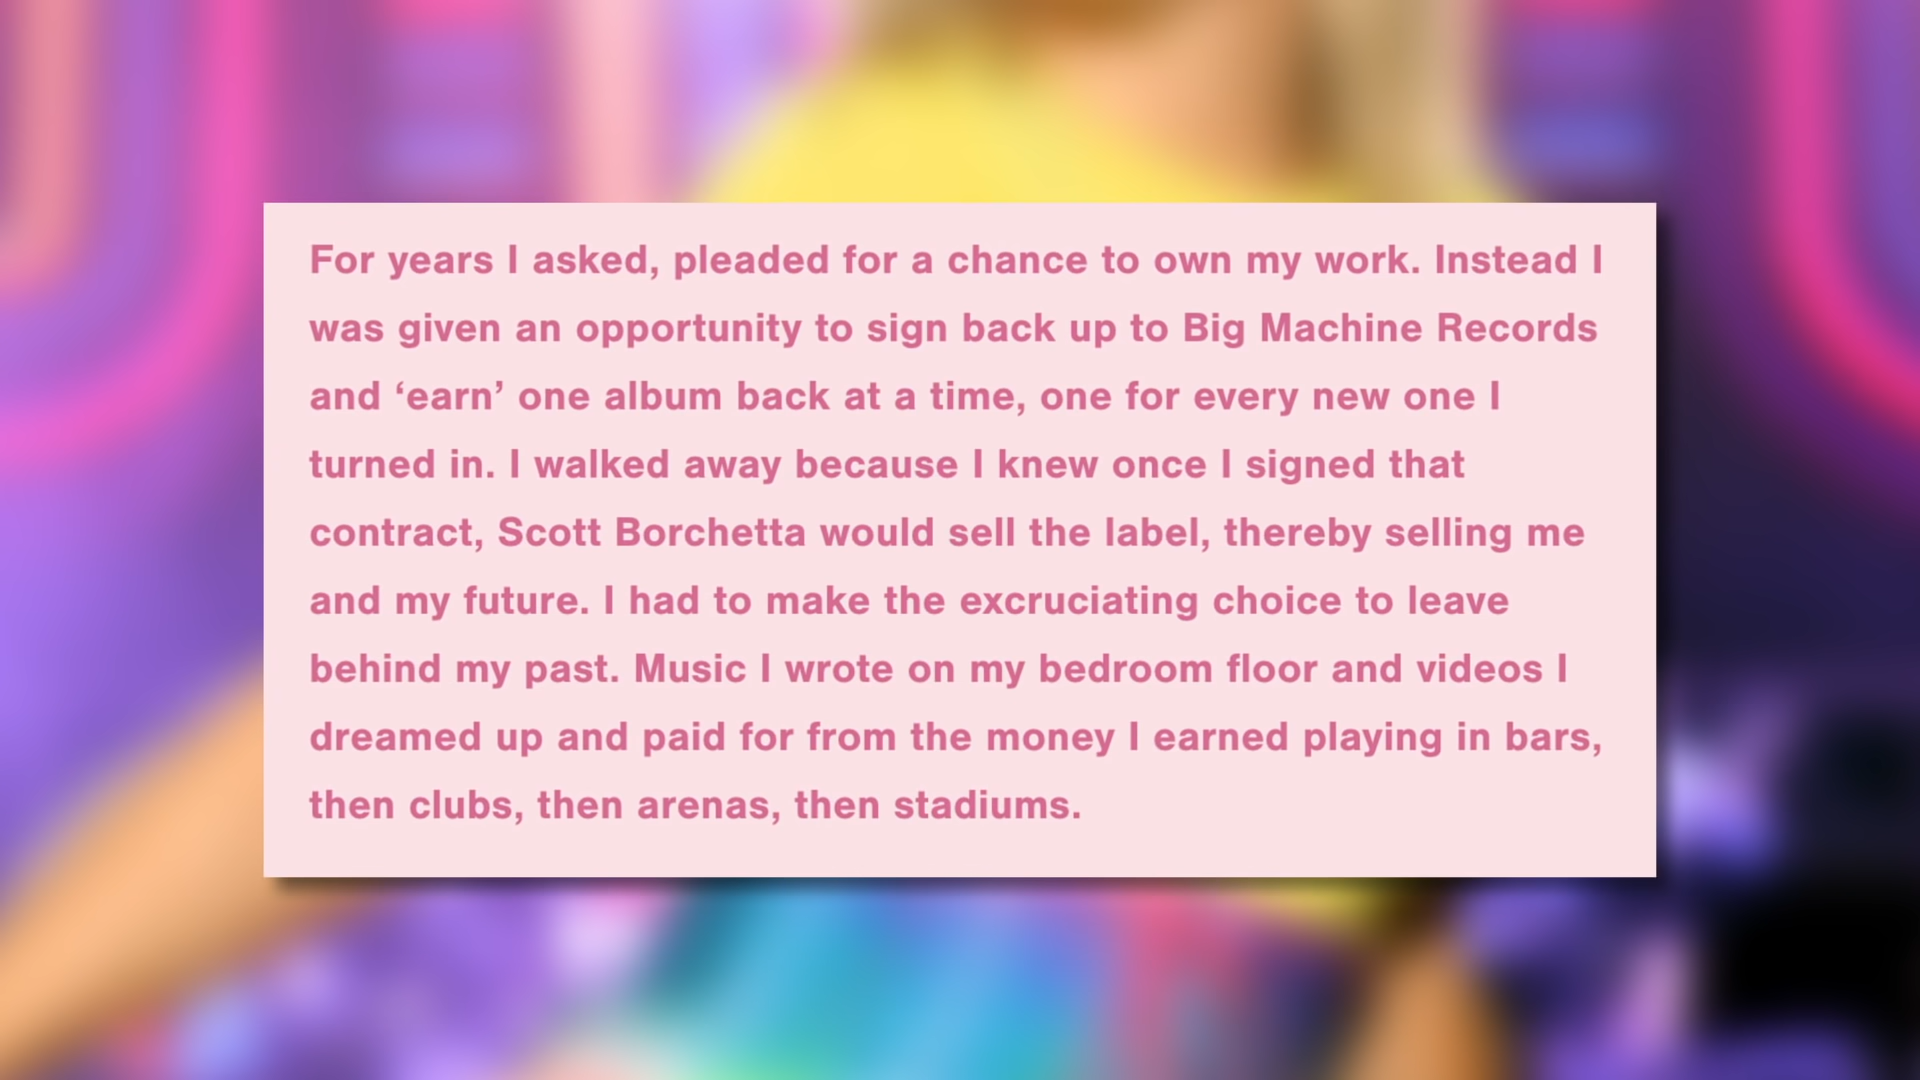 For years I asked, pleaded for a chance to own my work. Instead I
was given an opportunity to sign back up to Big Machine Records
and ‘earn’ one album back at a time, one for every new one I
turned in. I walked away because I knew once I signed that
contract, Scott Borchetta would sell the label, thereby selling me
and my future. I had to make the excruciating choice to leave
behind my past. Music I wrote on my bedroom floor and videos I
dreamed up and paid for from the money I earned playing in bars,
then clubs, then arenas, then stadiums.